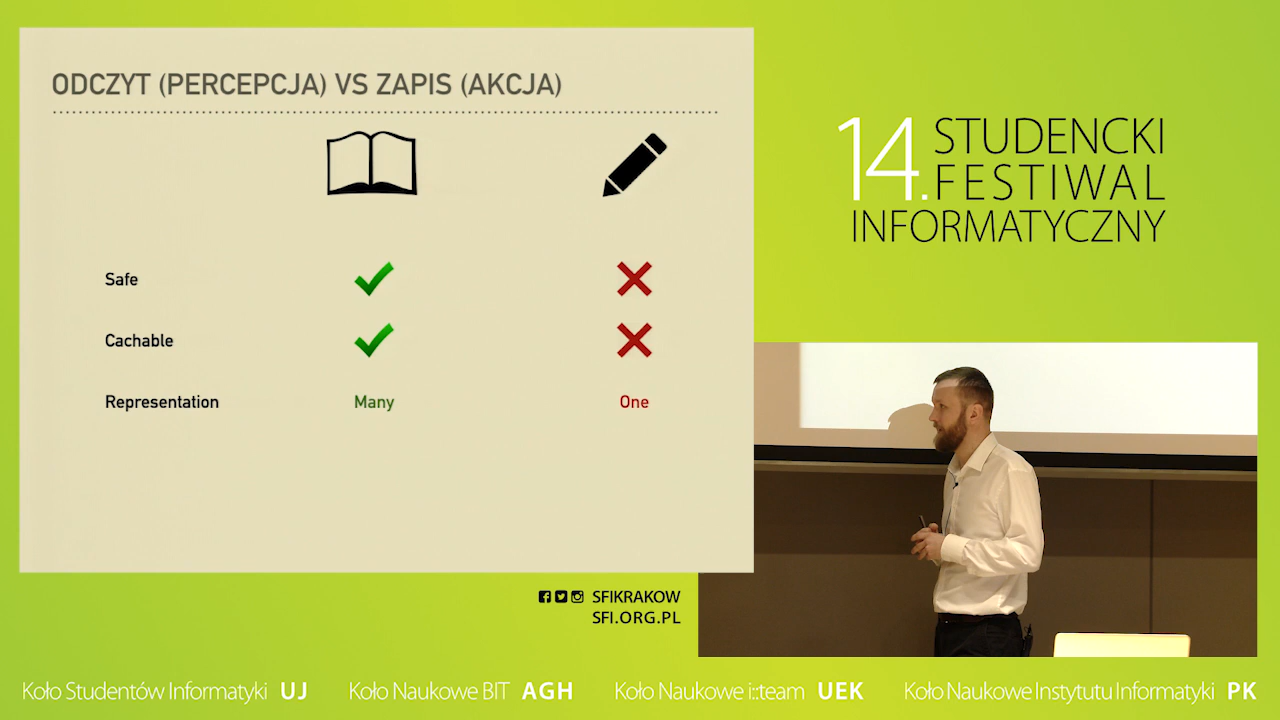 ODCZYT (PERCEPCJA) VS ZAPIS (AKCJA)
Safe
Cachable
Representation Many One
14. STUDENCKI
FESTIWAL
INFORMATYCZNY
SFIKRAKOW
SFI.ORG.PL
Koło Studentów Informatyki UJ Koło Naukowe BIT AGH Koło Naukowe i::team UEK Koło Naukowe Instytutu Informatyki PK